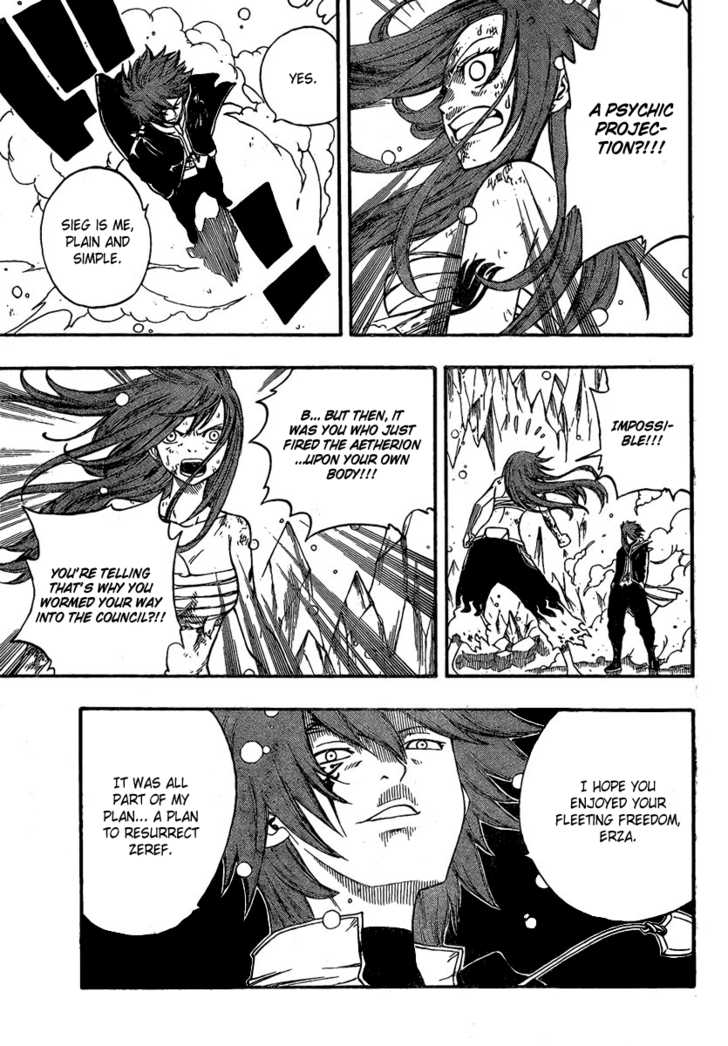 A PSYCHIC
PROJEC-
TION?!!!
YES.
SIEG IS ME,
PLAIN AND
SIMPLE.
IMPOSSI-
BLE!!!
B... BUT THEN, IT
WAS YOU WHO JUST
FIRED THE AETHERION
...UPON YOUR OWN
BODY!!!
YOU'RE TELLING
THAT'S WHY YOU
WORMED YOUR WAY
INTO THE COUNCIL?!!
I HOPE YOU
ENJOYED YOUR
FLEETING FREEDOM,
ERZA.
IT WAS ALL
PART OF MY
PLAN... A PLAN
TO RESURRECT
ZEREF.